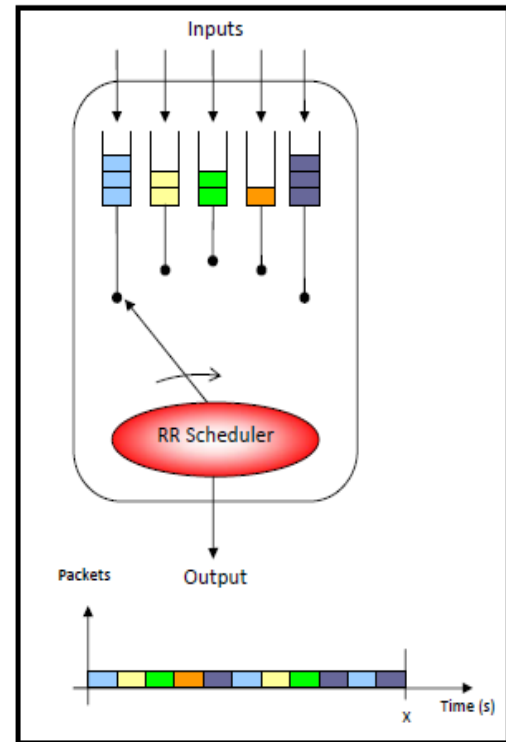 Inputs
RR Scheduler
Packets
Output
Time (s)
X